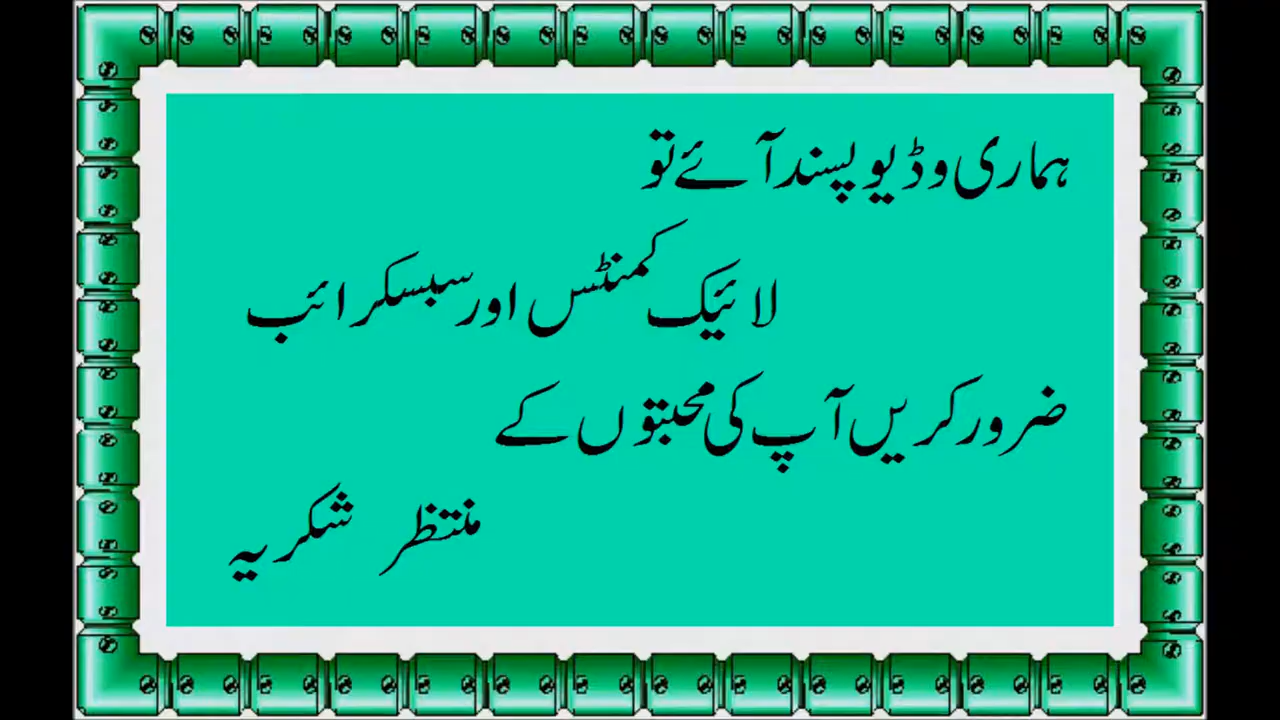 ہماری وڈیو پسند آئے تو
لائیک کمنٹس اور سبسکرائب
ضرور کریں آپ کی محبتوں کے
منتظر شکریہ